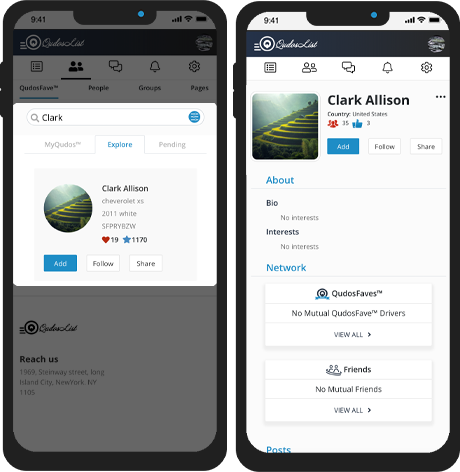 9:41
QudosList
QudosFave™ People Groups Pages
Clark
MyQudos™ Explore Pending
Clark Allison
cheverolet xs
2011 white
SFPRYBZW
19 1170
Add Follow Share
QudosList
Reach us
1969, Steinway street, long
Island City, NewYork, NY
1105
9:41
QudosList
Clark Allison
Country: United States
35 3
Add Follow Share
About
Bio
No interests
Interests
No interests
Network
QudosFaves™
No Mutual QudosFave™ Drivers
VIEW ALL >
Friends
No Mutual Friends
VIEW ALL >
Posts